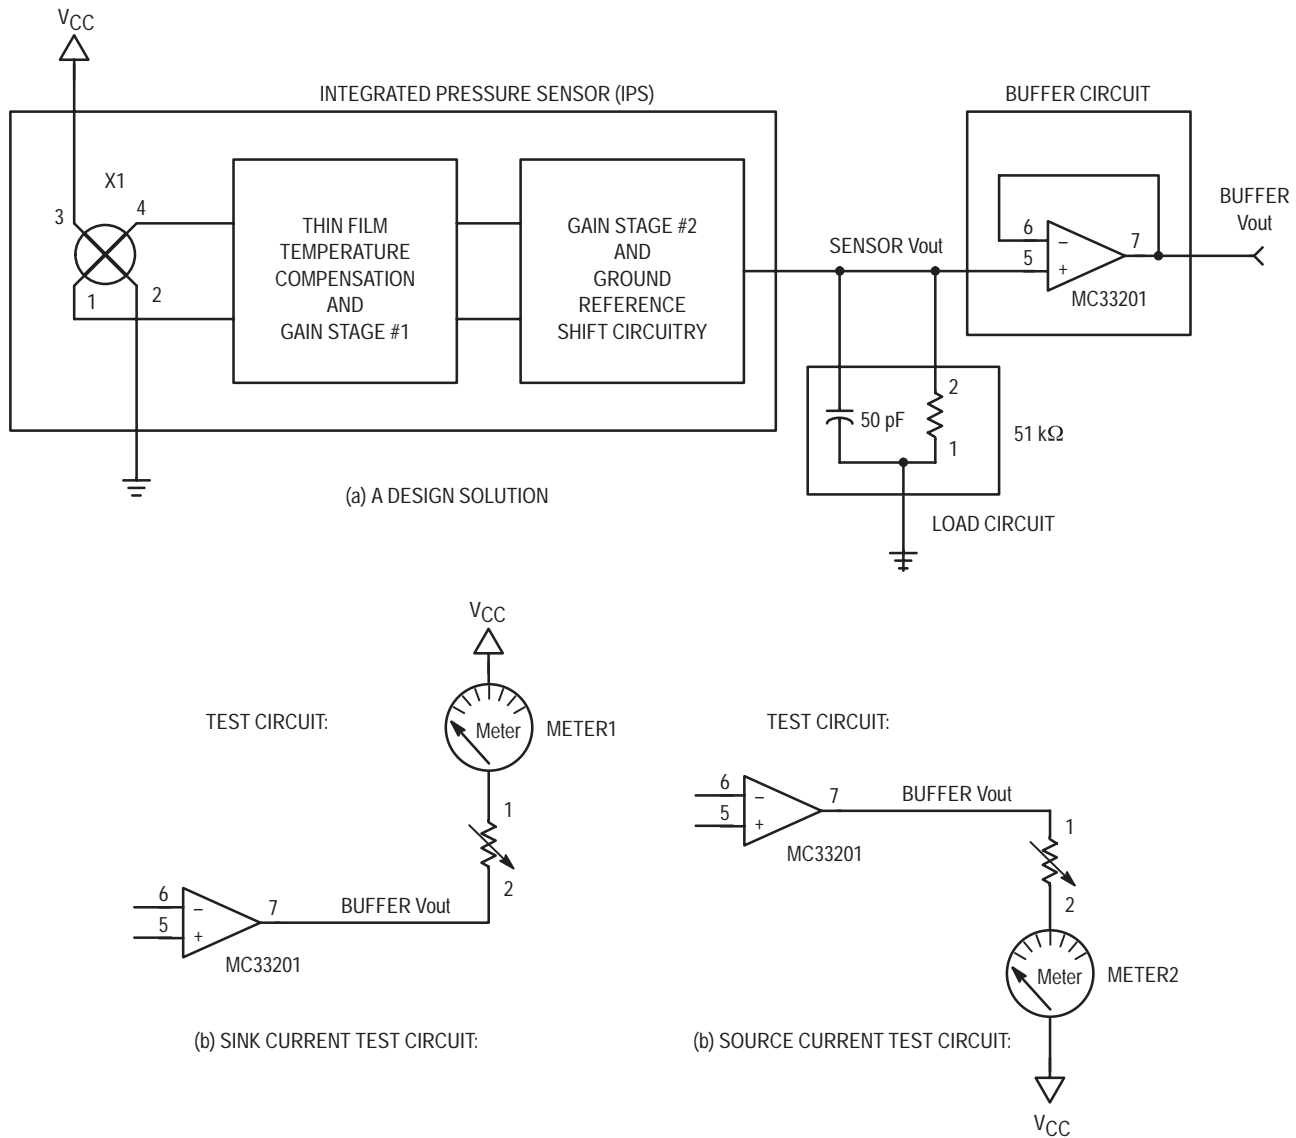 VCC
INTEGRATED PRESSURE SENSOR (IPS)
BUFFER CIRCUIT
X1
3
4
1
2
THIN FILM
TEMPERATURE
COMPENSATION
AND
GAIN STAGE #1
GAIN STAGE #2
AND
GROUND
REFERENCE
SHIFT CIRCUITRY
SENSOR Vout
6
5
–
+
7
MC33201
BUFFER
Vout
50 pF
2
1
51 kΩ
LOAD CIRCUIT
(a) A DESIGN SOLUTION
VCC
TEST CIRCUIT:
Meter
METER1
1
2
6
5
–
+
7
BUFFER Vout
MC33201
(b) SINK CURRENT TEST CIRCUIT:
TEST CIRCUIT:
6
5
–
+
7
BUFFER Vout
MC33201
1
2
Meter
METER2
(b) SOURCE CURRENT TEST CIRCUIT:
VCC